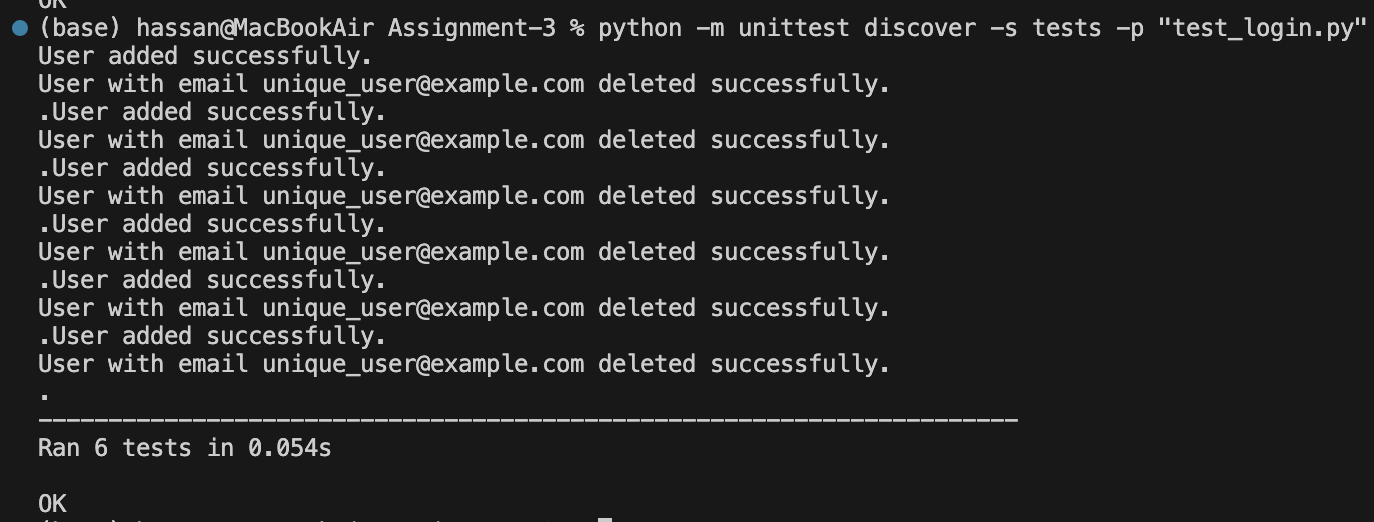 OK
(base) hassan@MacBookAir Assignment-3 % python -m unittest discover -s tests -p "test_login.py"
User added successfully.
User with email unique_user@example.com deleted successfully.
.User added successfully.
User with email unique_user@example.com deleted successfully.
.User added successfully.
User with email unique_user@example.com deleted successfully.
.User added successfully.
User with email unique_user@example.com deleted successfully.
.User added successfully.
User with email unique_user@example.com deleted successfully.
.User added successfully.
User with email unique_user@example.com deleted successfully.
.
----------------------------------------------------------------------
Ran 6 tests in 0.054s
OK